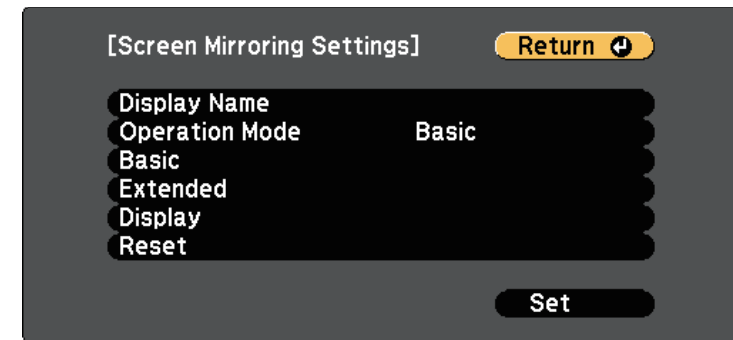 [Screen Mirroring Settings] Return
Display Name
Operation Mode Basic
Basic
Extended
Display
Reset
Set